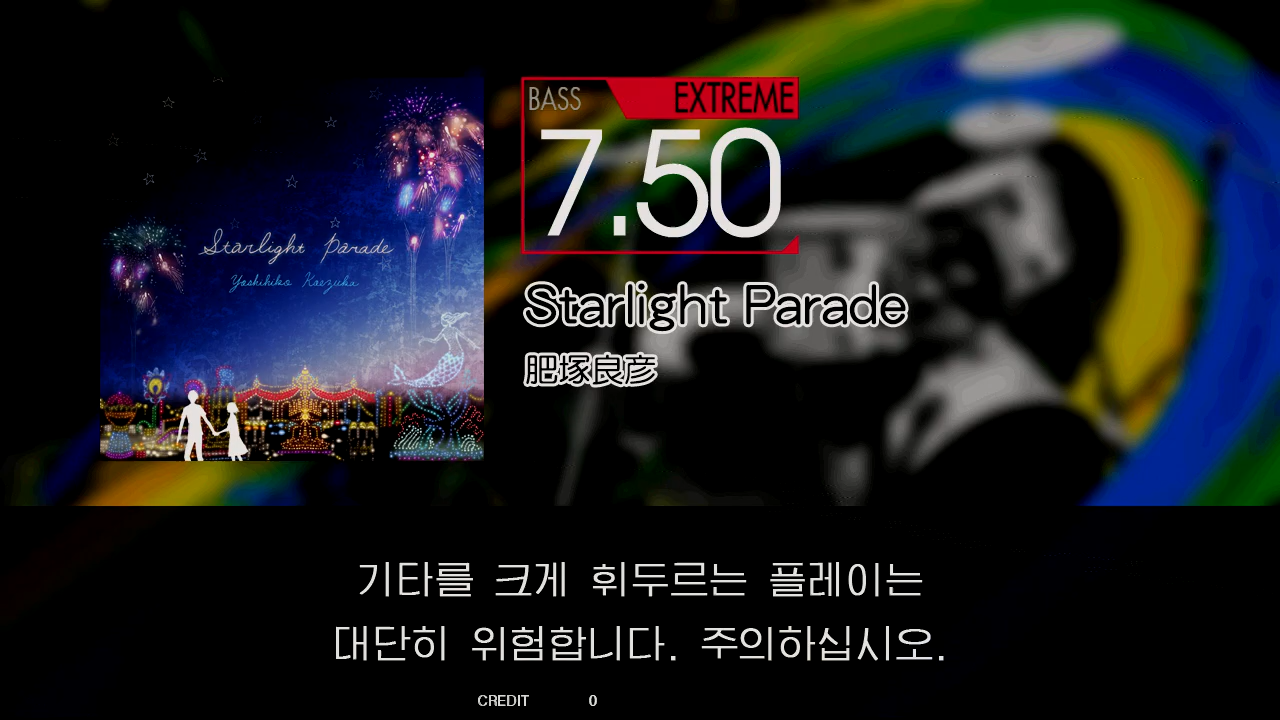 Starlight Parade
Yoshihiko Koezuka
BASS EXTREME
7.50
Starlight Parade
肥塚良彦
기타를 크게 휘두르는 플레이는
대단히 위험합니다. 주의하십시오.
CREDIT 0